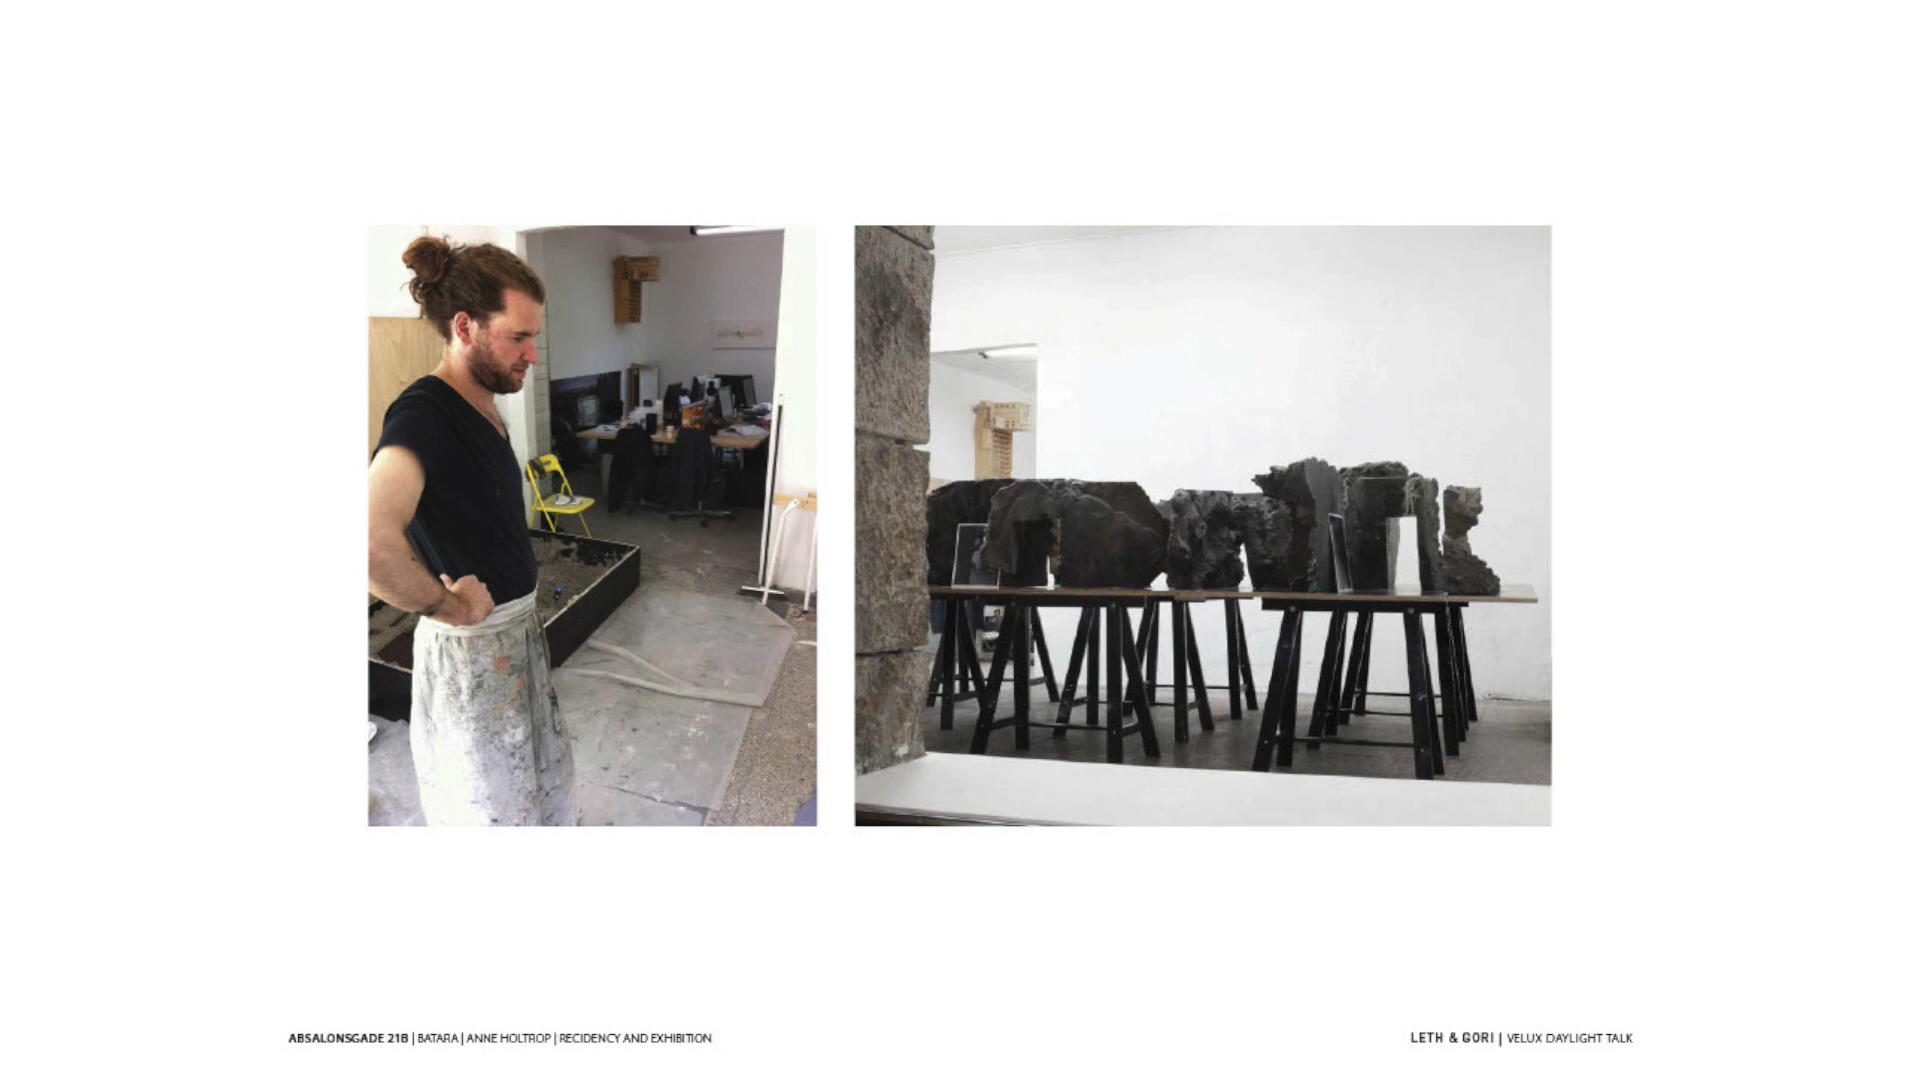 ABSALONSGADE 21B | BATARA | ANNE HOLTROP | RECIDENCY AND EXHIBITION
LETH & GORI | VELUX DAYLIGHT TALK